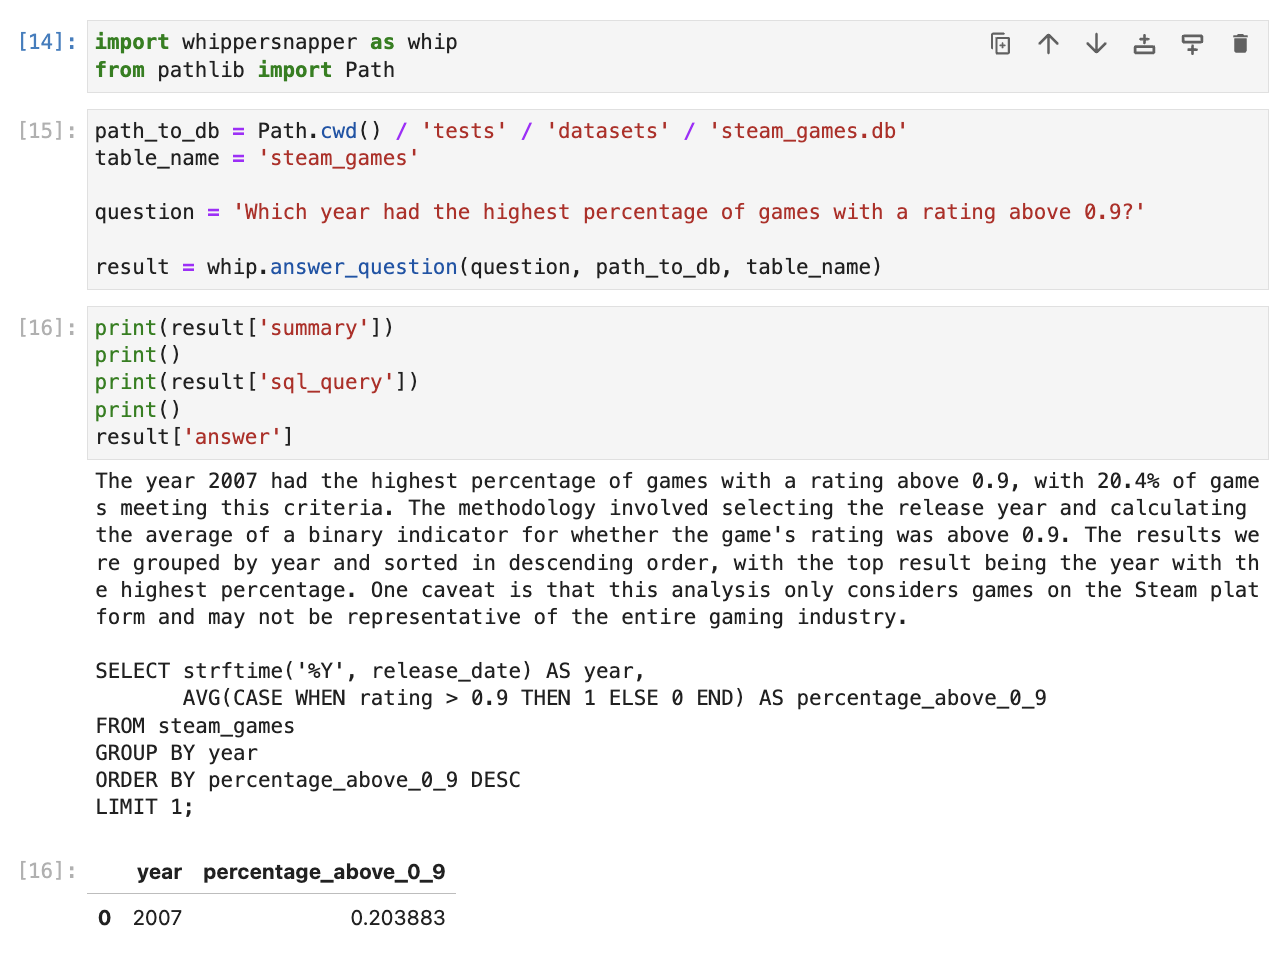 [14]: import whippersnapper as whip
from pathlib import Path
[15]: path_to_db = Path.cwd() / 'tests' / 'datasets' / 'steam_games.db'
table_name = 'steam_games'
question = 'Which year had the highest percentage of games with a rating above 0.9?'
result = whip.answer_question(question, path_to_db, table_name)
[16]: print(result['summary'])
print()
print(result['sql_query'])
print()
result['answer']
The year 2007 had the highest percentage of games with a rating above 0.9, with 20.4% of game
s meeting this criteria. The methodology involved selecting the release year and calculating
the average of a binary indicator for whether the game's rating was above 0.9. The results we
re grouped by year and sorted in descending order, with the top result being the year with th
e highest percentage. One caveat is that this analysis only considers games on the Steam plat
form and may not be representative of the entire gaming industry.
SELECT strftime('%Y', release_date) AS year,
       AVG(CASE WHEN rating > 0.9 THEN 1 ELSE 0 END) AS percentage_above_0_9
FROM steam_games
GROUP BY year
ORDER BY percentage_above_0_9 DESC
LIMIT 1;
[16]: year percentage_above_0_9
0 2007 0.203883